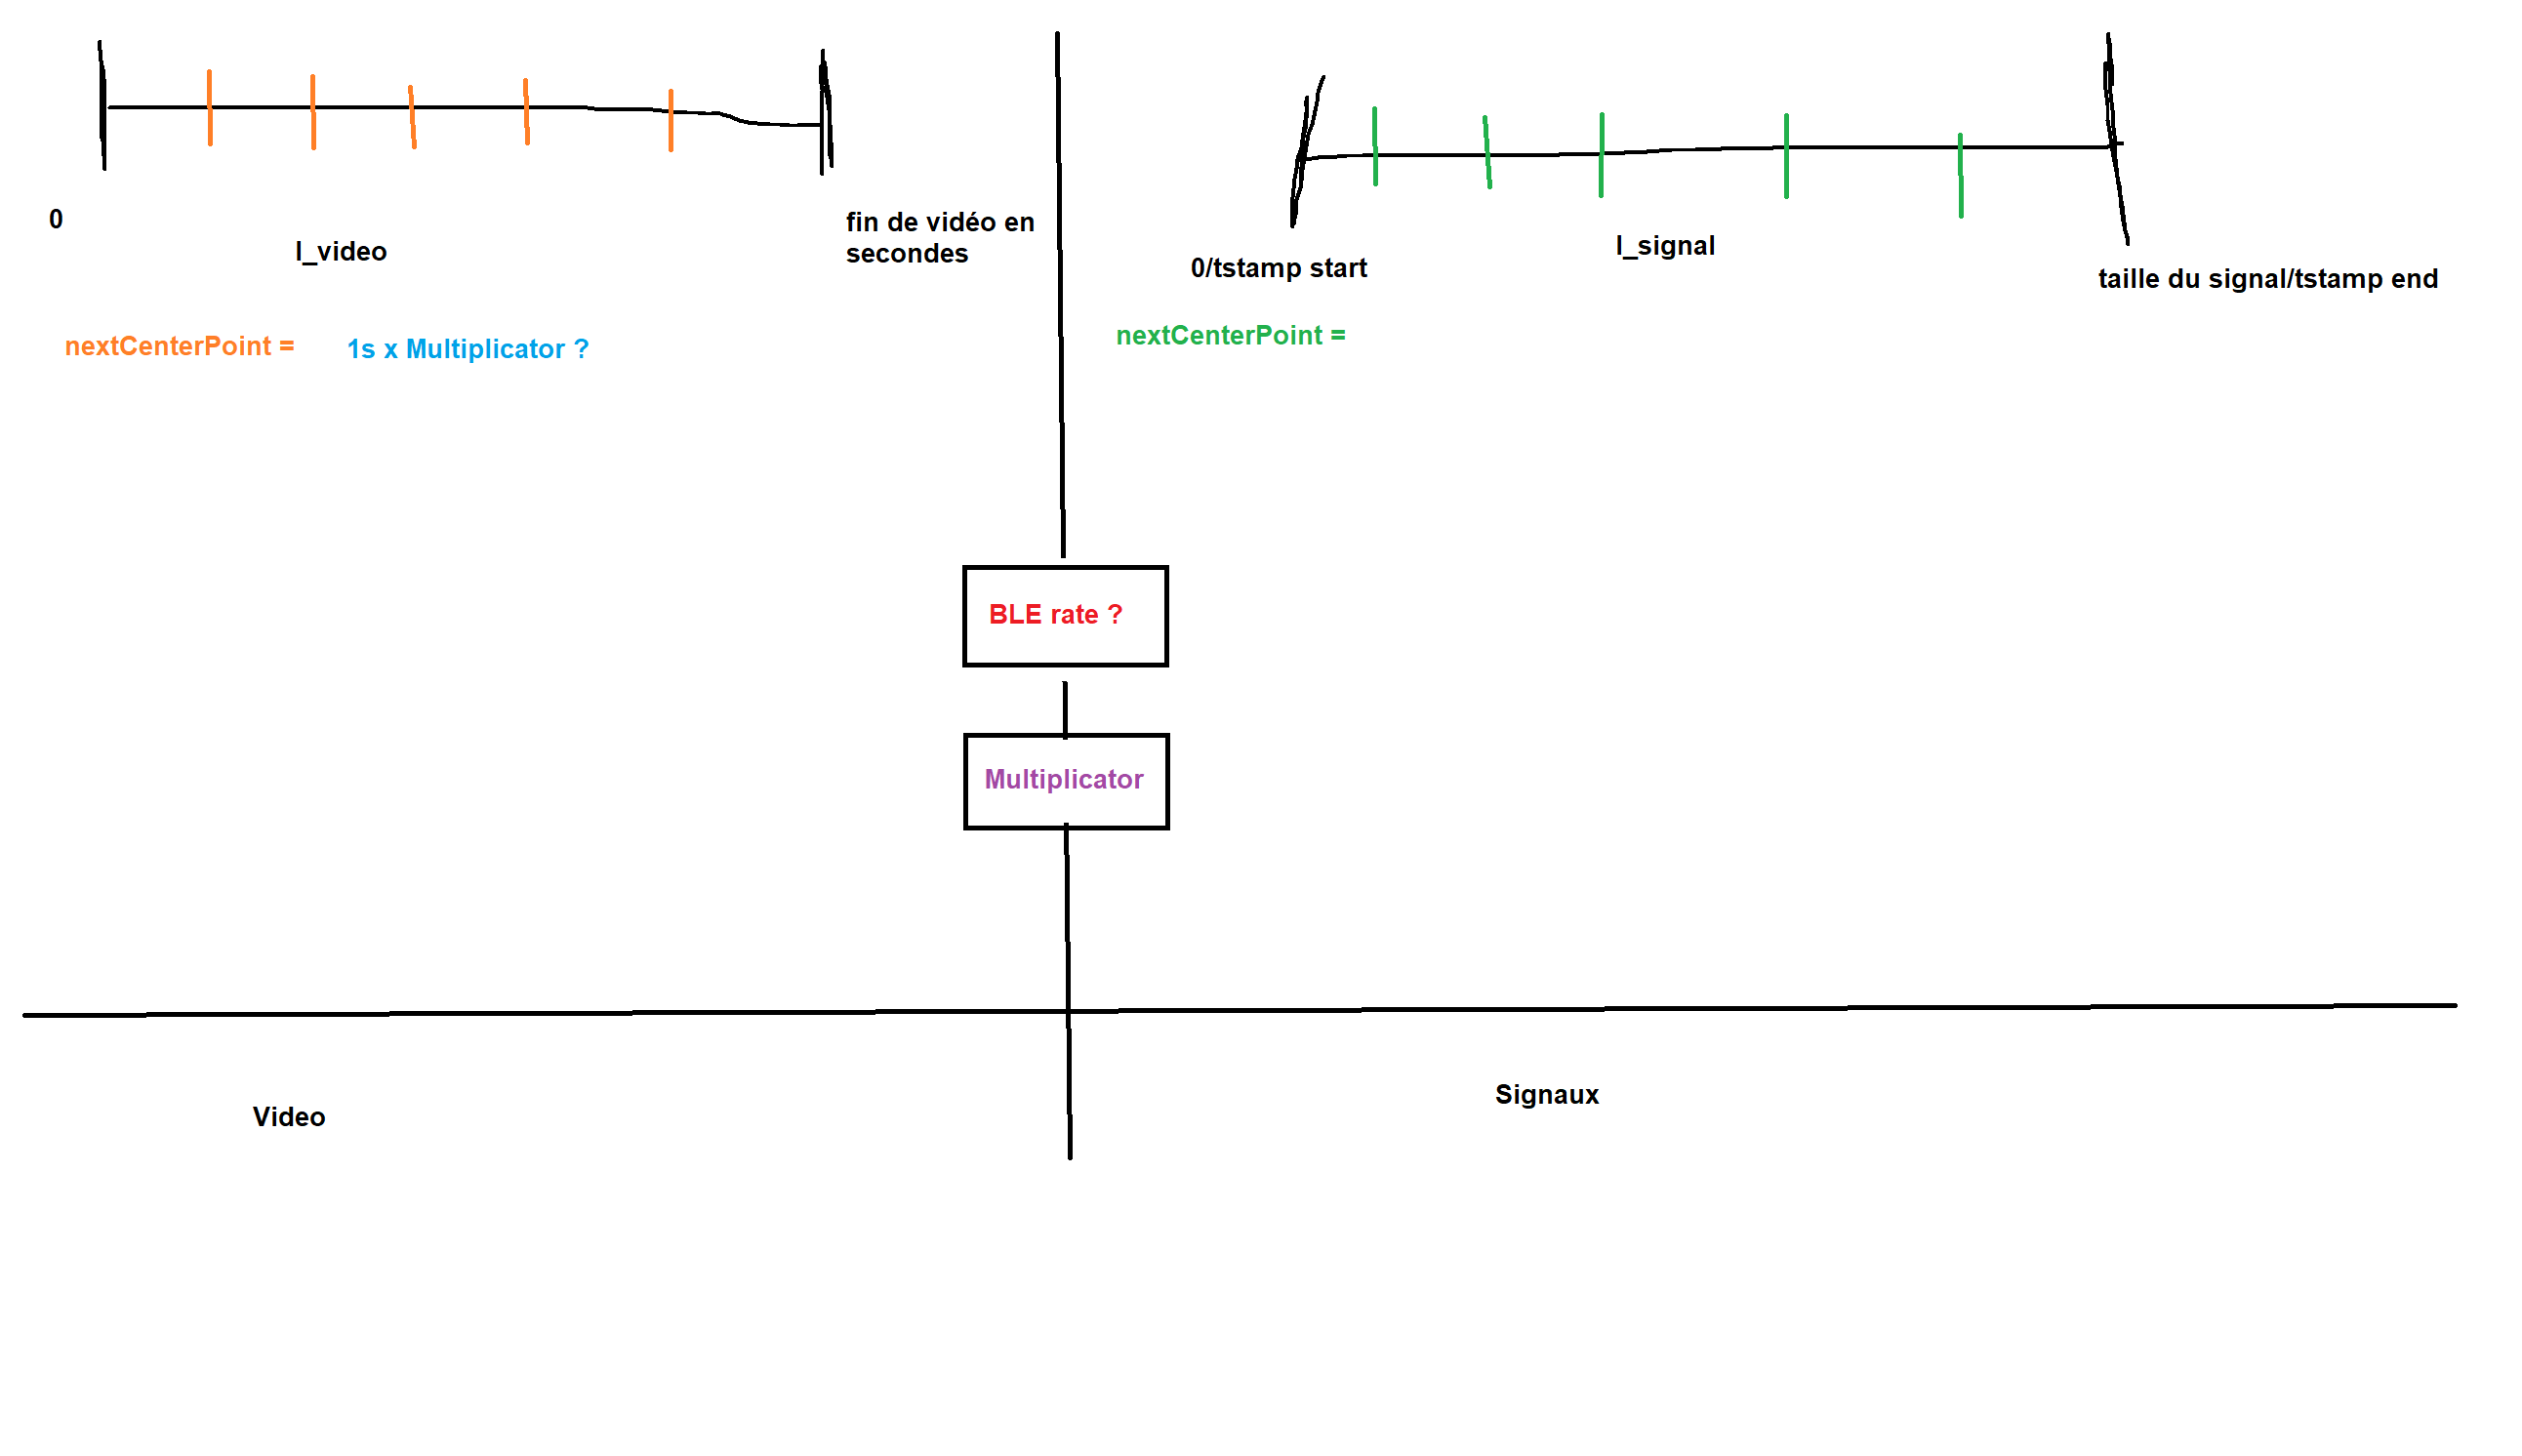 0
l_video
fin de vidéo en
secondes
nextCenterPoint =
1s x Multiplicator ?
0/tstamp start
l_signal
taille du signal/tstamp end
nextCenterPoint =
BLE rate ?
Multiplicator
Video
Signaux